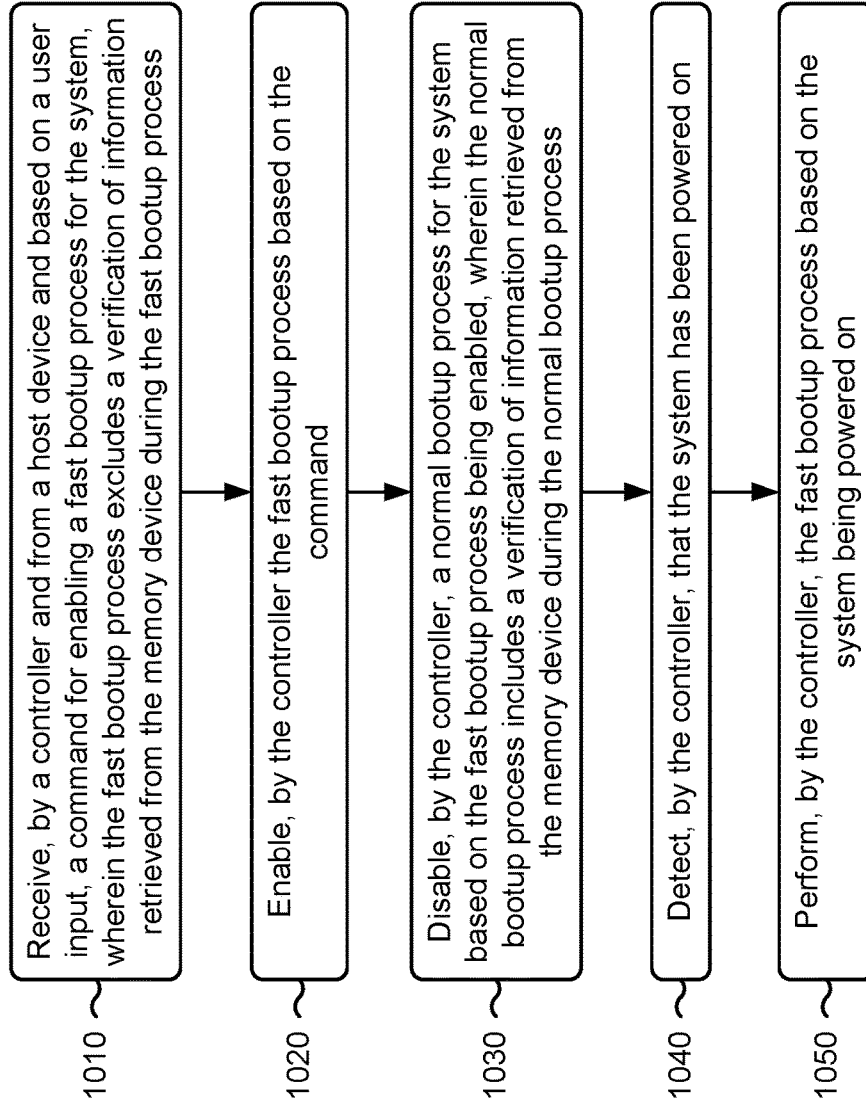 1010
Receive, by a controller and from a host device and based on a user
input, a command for enabling a fast bootup process for the system,
wherein the fast bootup process excludes a verification of information
retrieved from the memory device during the fast bootup process
1020
Enable, by the controller the fast bootup process based on the
command
1030
Disable, by the controller, a normal bootup process for the system
based on the fast bootup process being enabled, wherein the normal
bootup process includes a verification of information retrieved from
the memory device during the normal bootup process
1040
Detect, by the controller, that the system has been powered on
1050
Perform, by the controller, the fast bootup process based on the
system being powered on